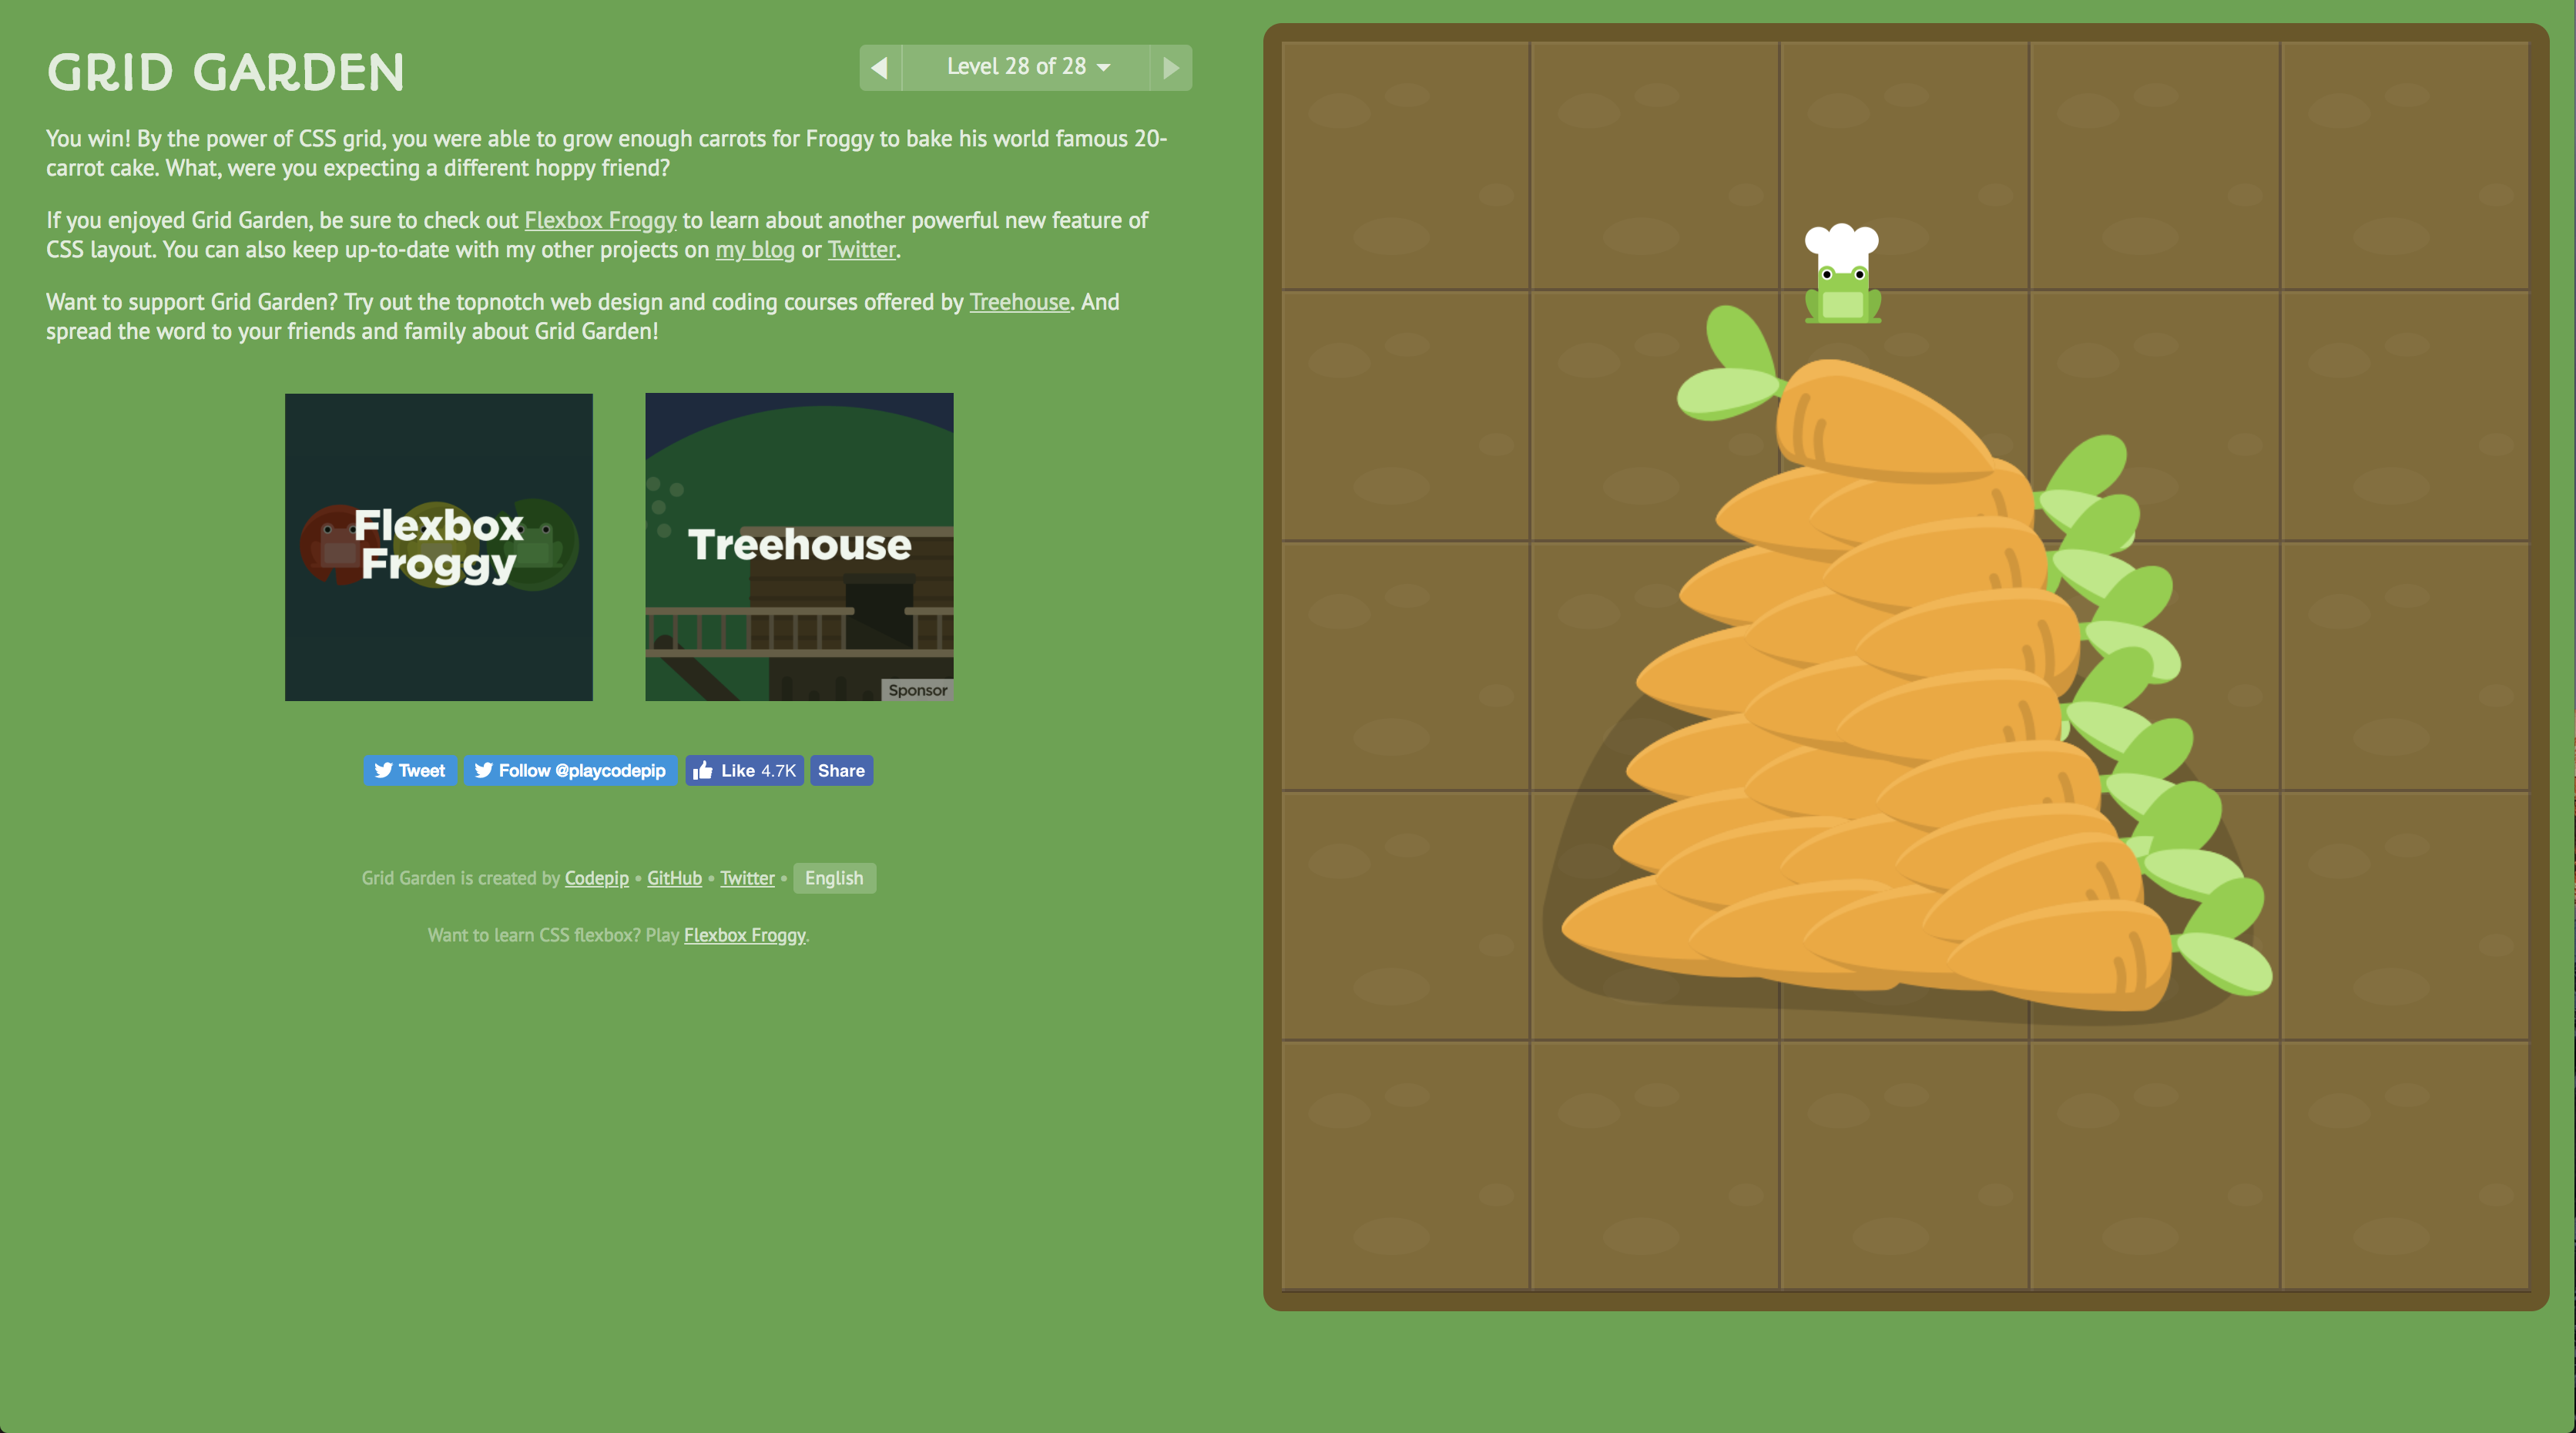 GRID GARDEN
Level 28 of 28
You win! By the power of CSS grid, you were able to grow enough carrots for Froggy to bake his world famous 20-
carrot cake. What, were you expecting a different hoppy friend?
If you enjoyed Grid Garden, be sure to check out Flexbox Froggy to learn about another powerful new feature of
CSS layout. You can also keep up-to-date with my other projects on my blog or Twitter.
Want to support Grid Garden? Try out the topnotch web design and coding courses offered by Treehouse. And
spread the word to your friends and family about Grid Garden!
Flexbox
Froggy
Treehouse
Sponsor
Tweet
Follow @playcodepip
Like 4.7K
Share
Grid Garden is created by Codepip • GitHub • Twitter • English
Want to learn CSS flexbox? Play Flexbox Froggy.